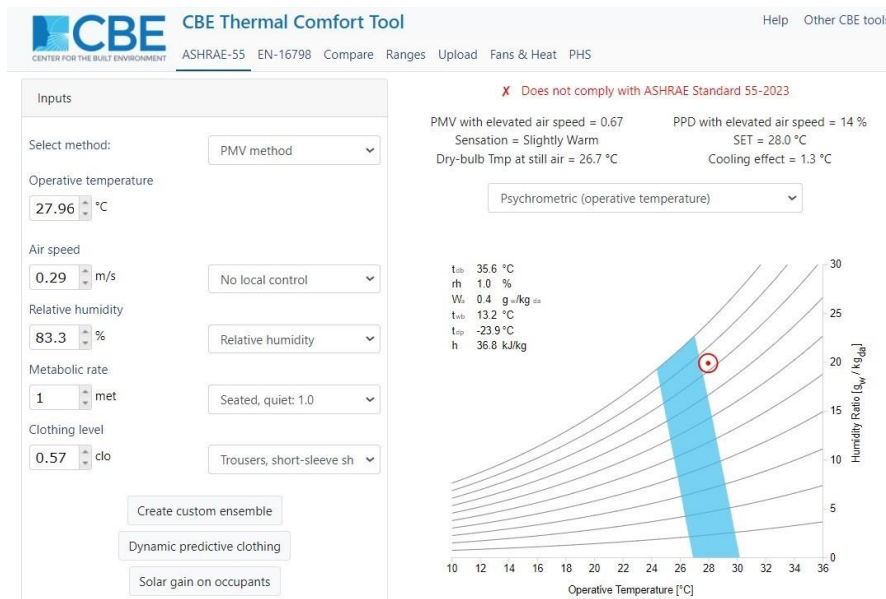 CBE
CENTER FOR THE BUILT ENVIRONMENT
CBE Thermal Comfort Tool
Help Other CBE tools
ASHRAE-55 EN-16798 Compare Ranges Upload Fans & Heat PHS
Inputs
Select method:
PMV method
Operative temperature
27.96 °C
Air speed
0.29 m/s
No local control
Relative humidity
83.3 %
Relative humidity
Metabolic rate
1 met
Seated, quiet: 1.0
Clothing level
0.57 clo
Trousers, short-sleeve sh
Create custom ensemble
Dynamic predictive clothing
Solar gain on occupants
✗ Does not comply with ASHRAE Standard 55-2023
PMV with elevated air speed = 0.67
PPD with elevated air speed = 14 %
Sensation = Slightly Warm
SET = 28.0 °C
Dry-bulb Tmp at still air = 26.7 °C
Cooling effect = 1.3 °C
Psychrometric (operative temperature)
tdb 35.6 °C
rh 1.0 %
Wa 0.4 gw/kg da
twb 13.2 °C
tdp -23.9 °C
h 36.8 kJ/kg
30
25
20
15
10
5
0
Humidity Ratio [gw / kgda]
10 12 14 16 18 20 22 24 26 28 30 32 34 36
Operative Temperature [°C]